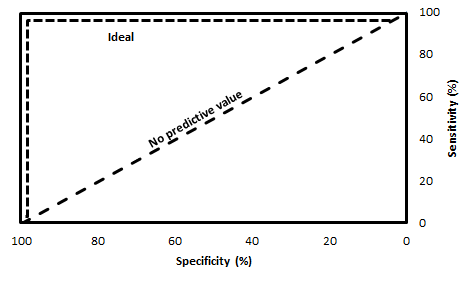 100
Ideal
80
No predictive value
60
40
20
0
Sensitivity (%)
100 80 60 40 20 0
Specificity (%)